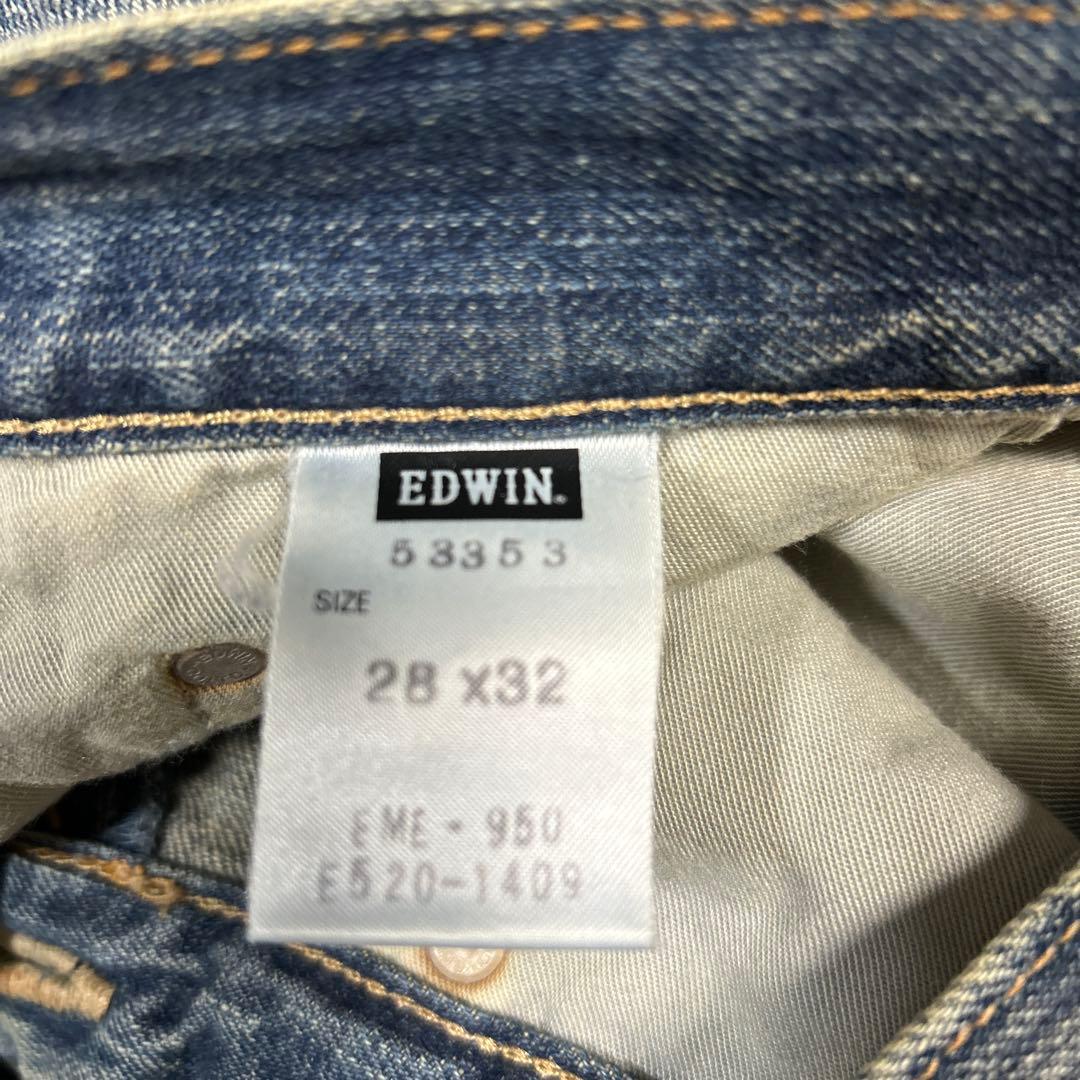 EDWIN.
53353
SIZE
28 x32
EME-950
E520-1409